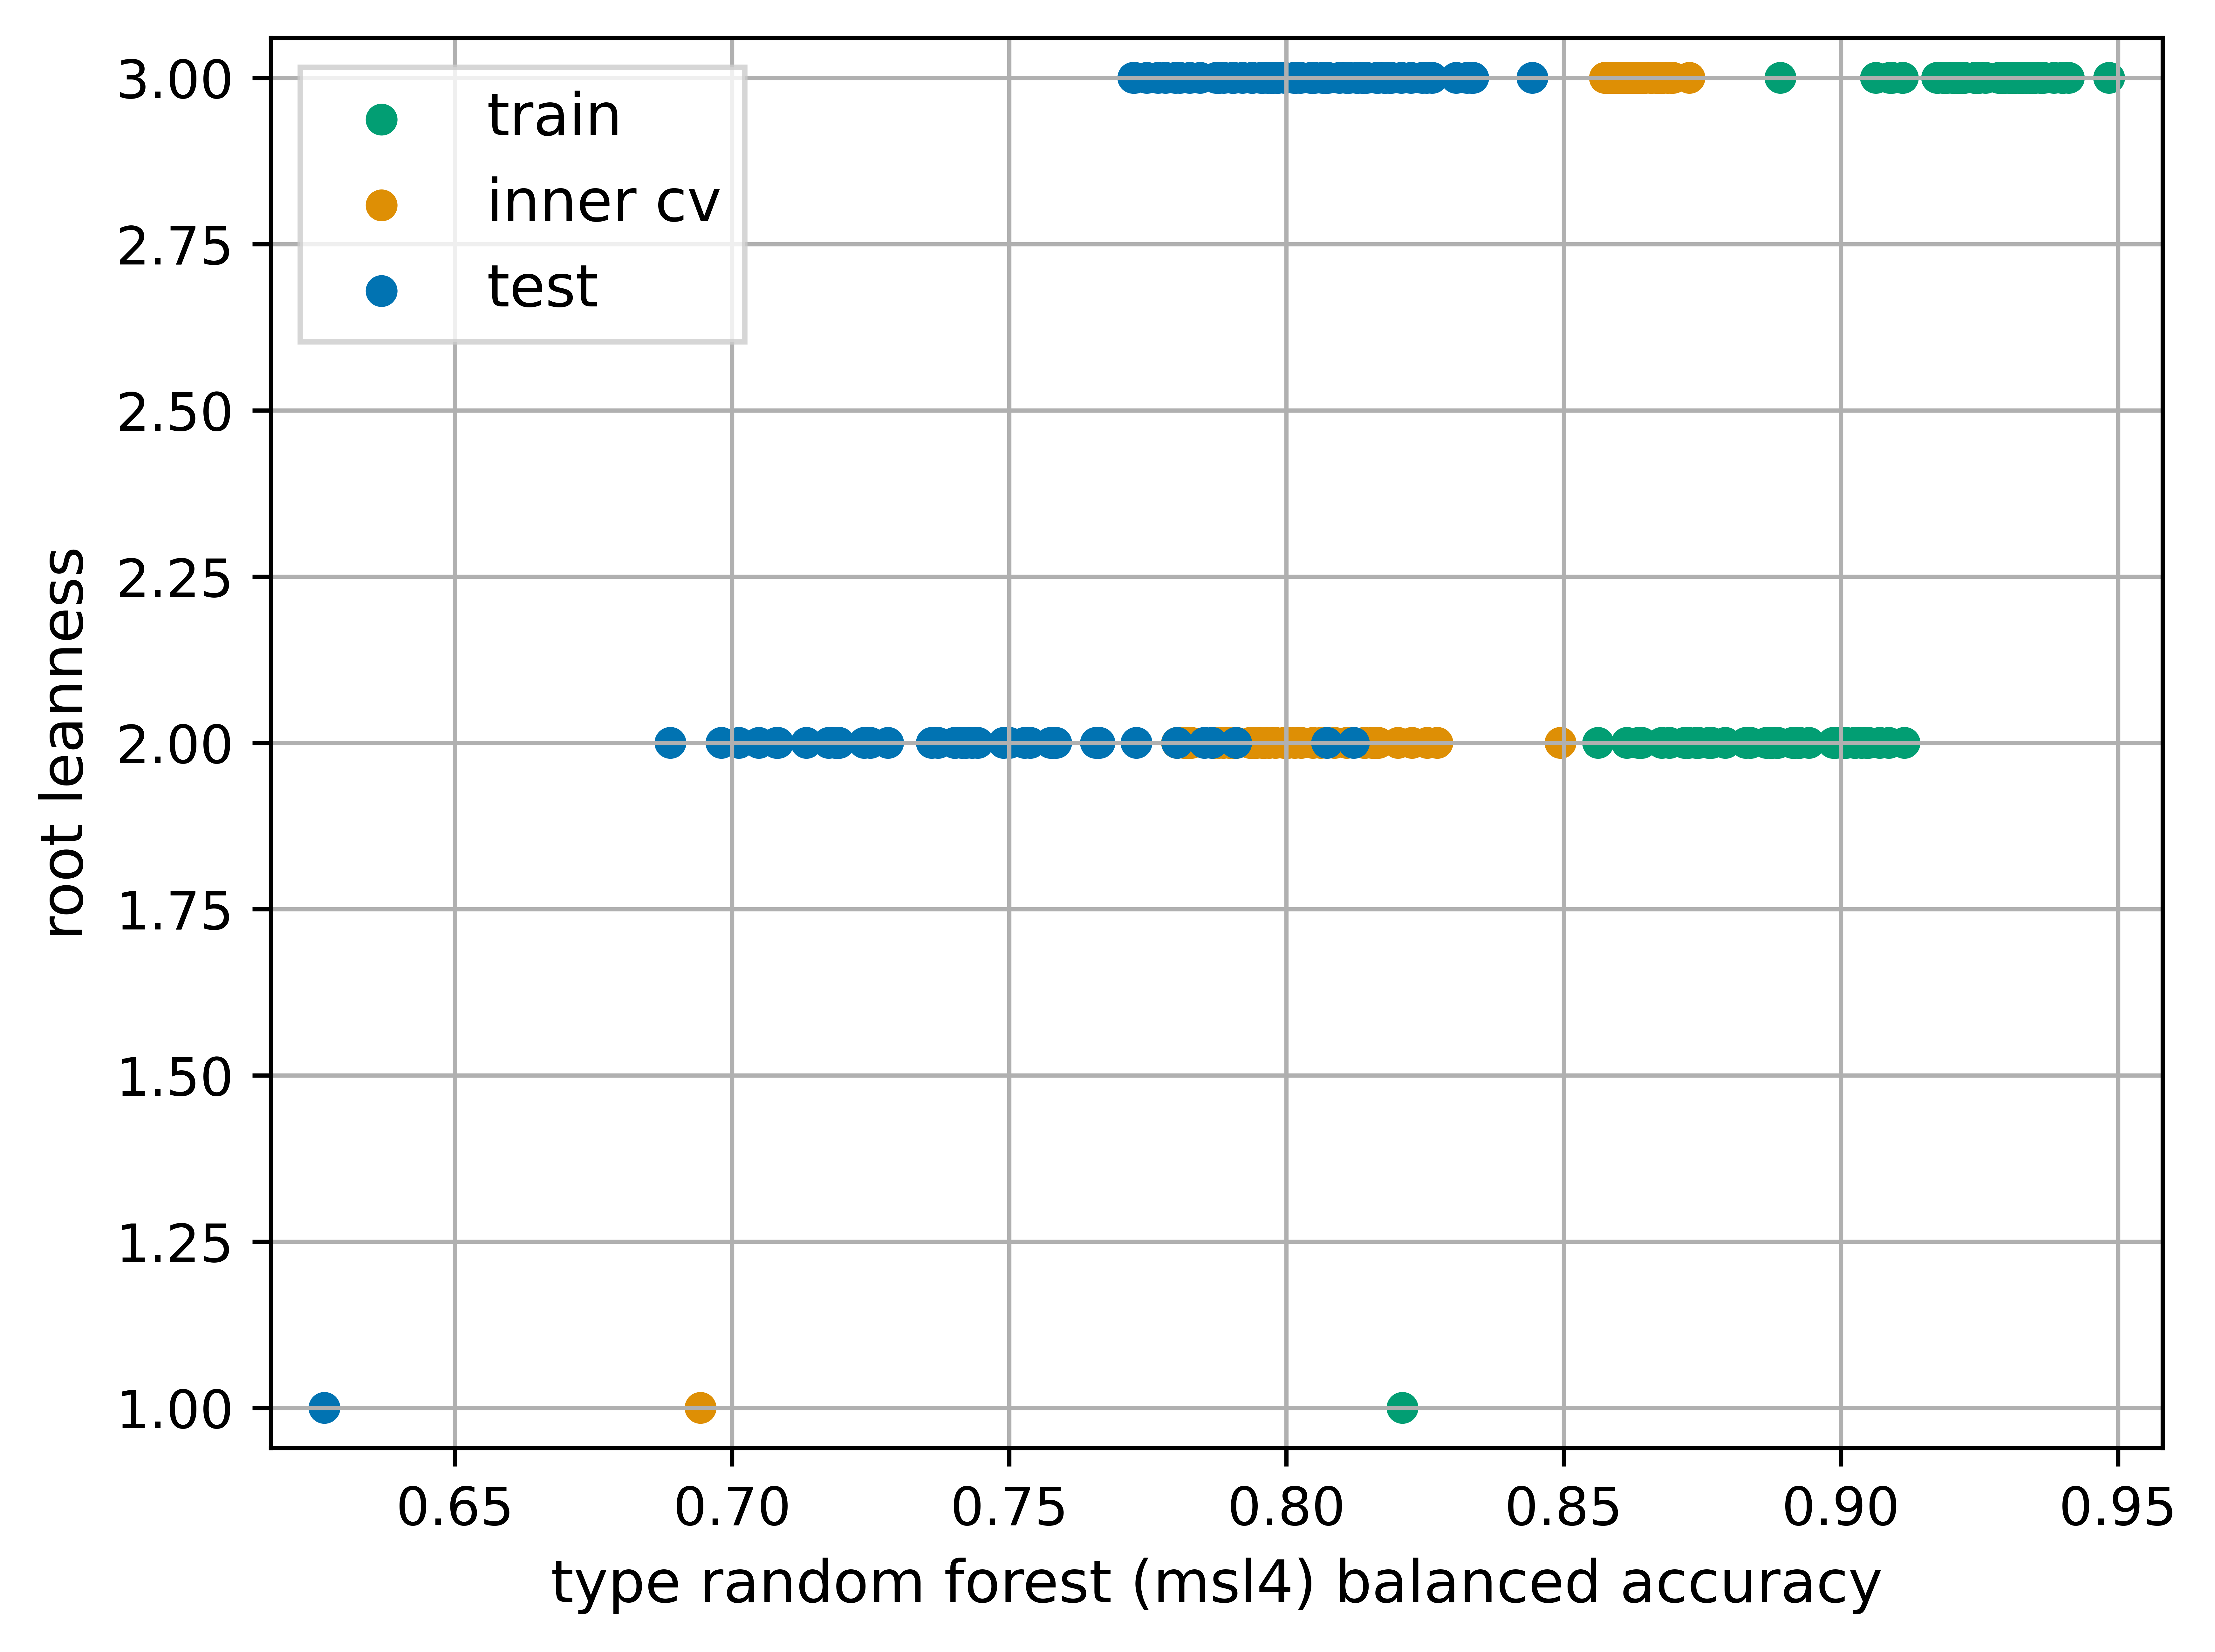 3.00
2.75
2.50
2.25
2.00
1.75
1.50
1.25
1.00
root leanness
train
inner cv
test
0.65 0.70 0.75 0.80 0.85 0.90 0.95
type random forest (msl4) balanced accuracy